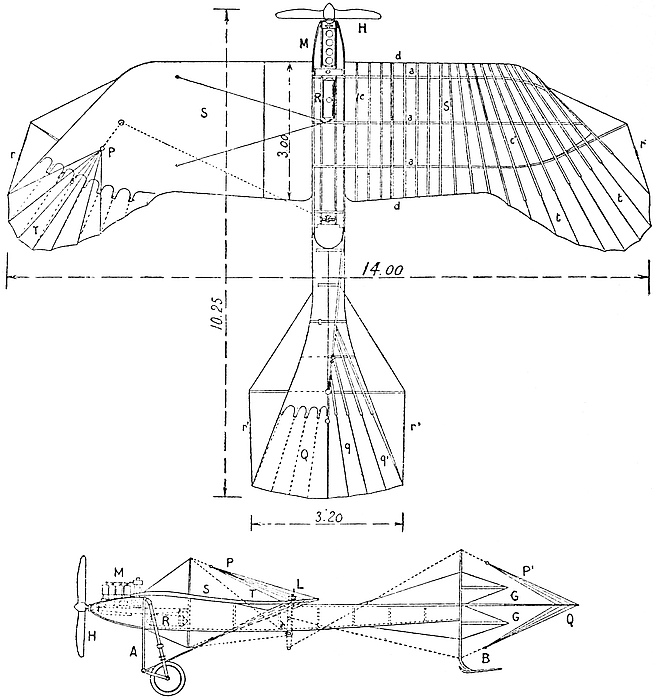 H
M
d
a
R
c
S
S
a
3.00
c'
r
P
r
a
t
t
T
d
14.00
10.25
r'
r'
Q
q
q'
3.20
M
P
L
P'
S
T
G
R
G
Q
H
A
B